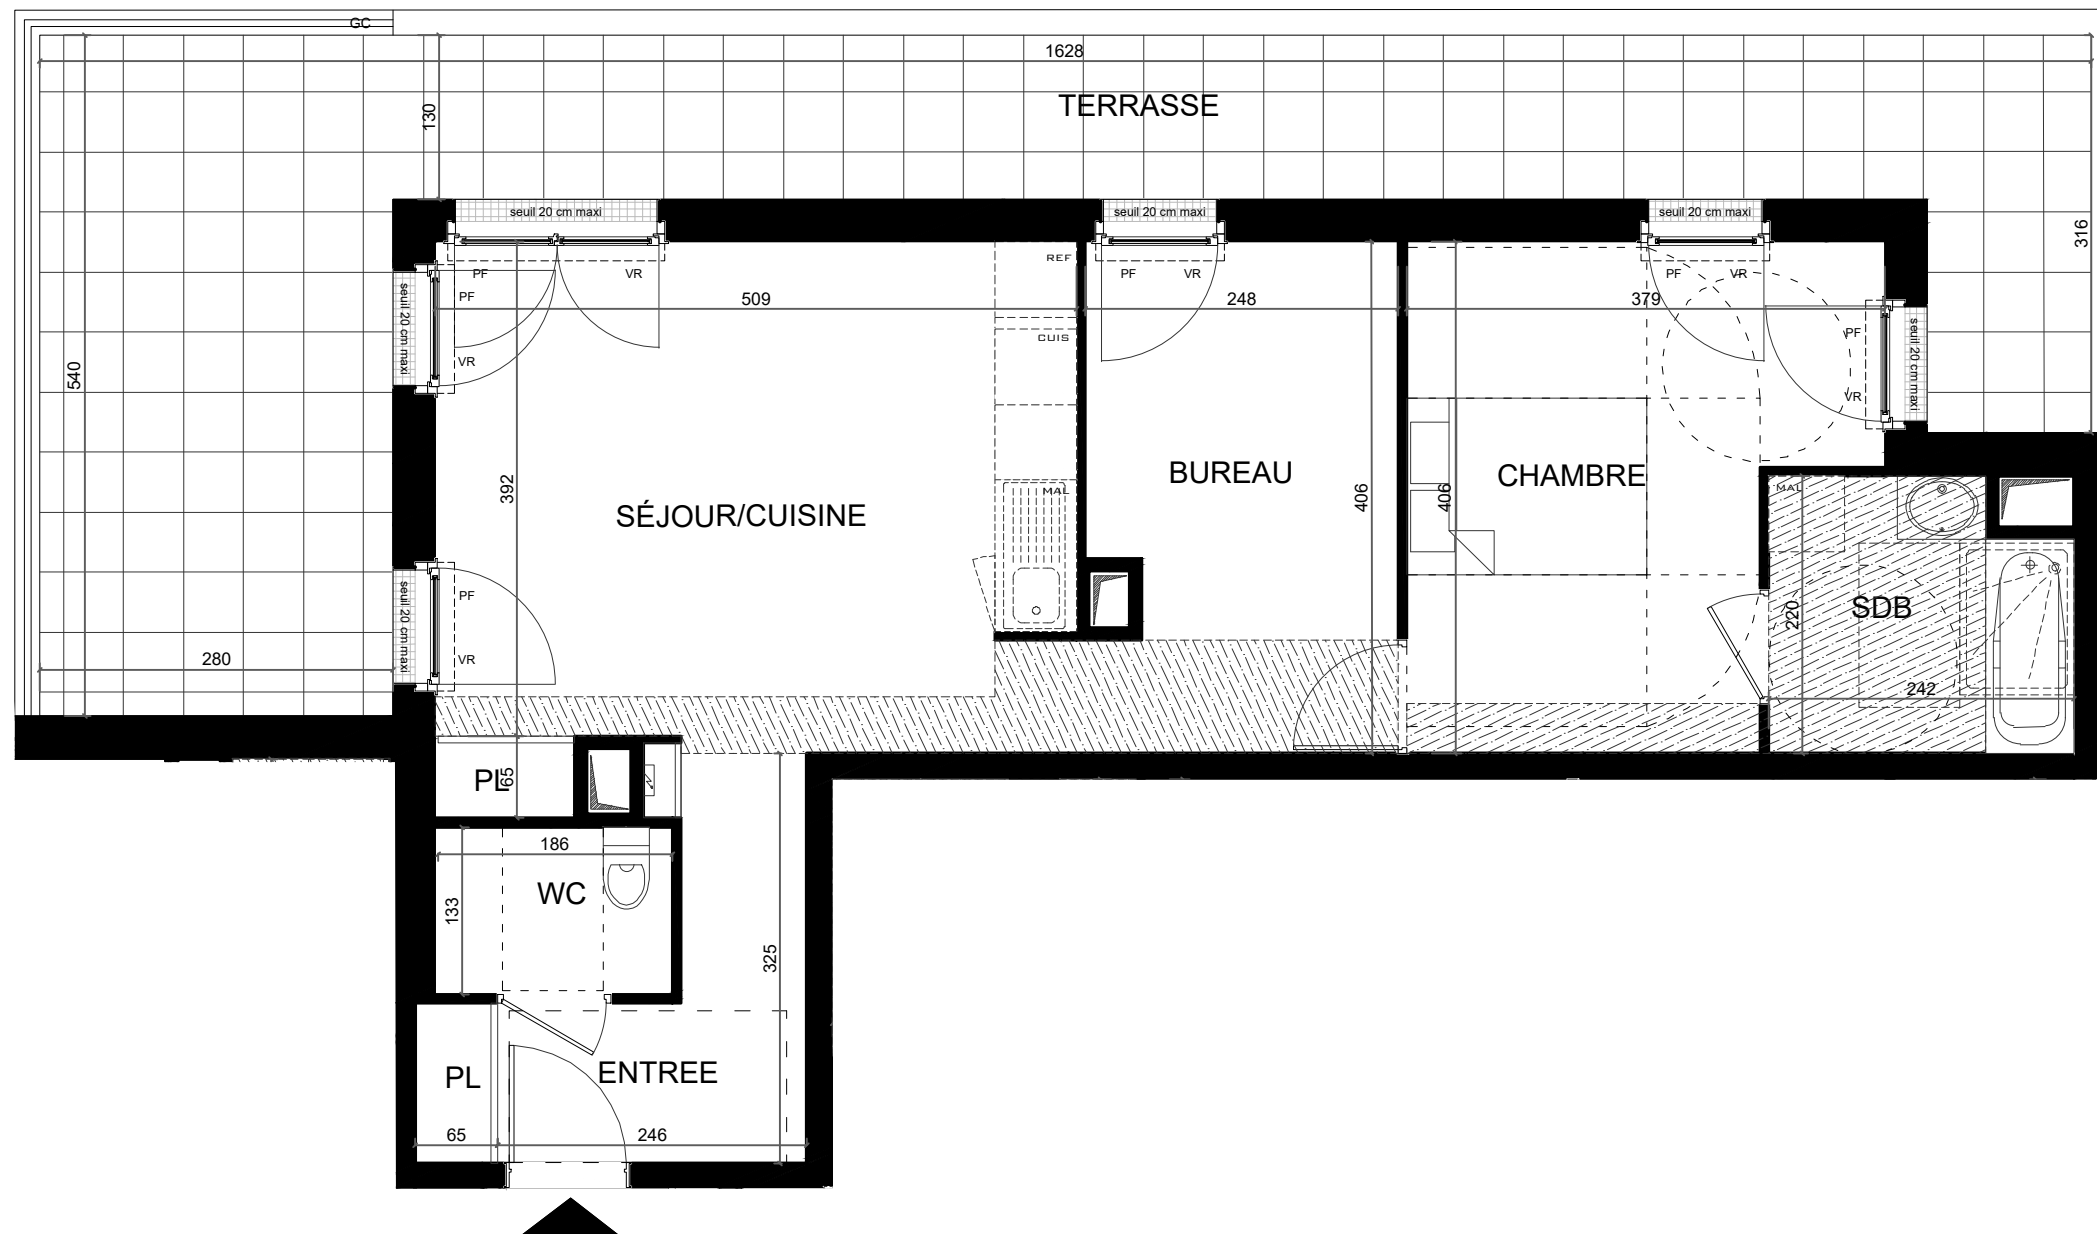 GC
1628
130
TERRASSE
seuil 20 cm maxi
seuil 20 cm maxi
seuil 20 cm maxi
316
PF
VR
REF
PF
VR
PF
VR
PF
509
248
379
seuil 20 cm maxi
VR
CUIS
PF
VR
seuil 20 cm maxi
540
392
SÉJOUR/CUISINE
MAL
BUREAU
406
406
CHAMBRE
MAL
220
SDB
242
PF
VR
seuil 20 cm maxi
280
PL
65
186
WC
133
325
PL
ENTREE
65
246